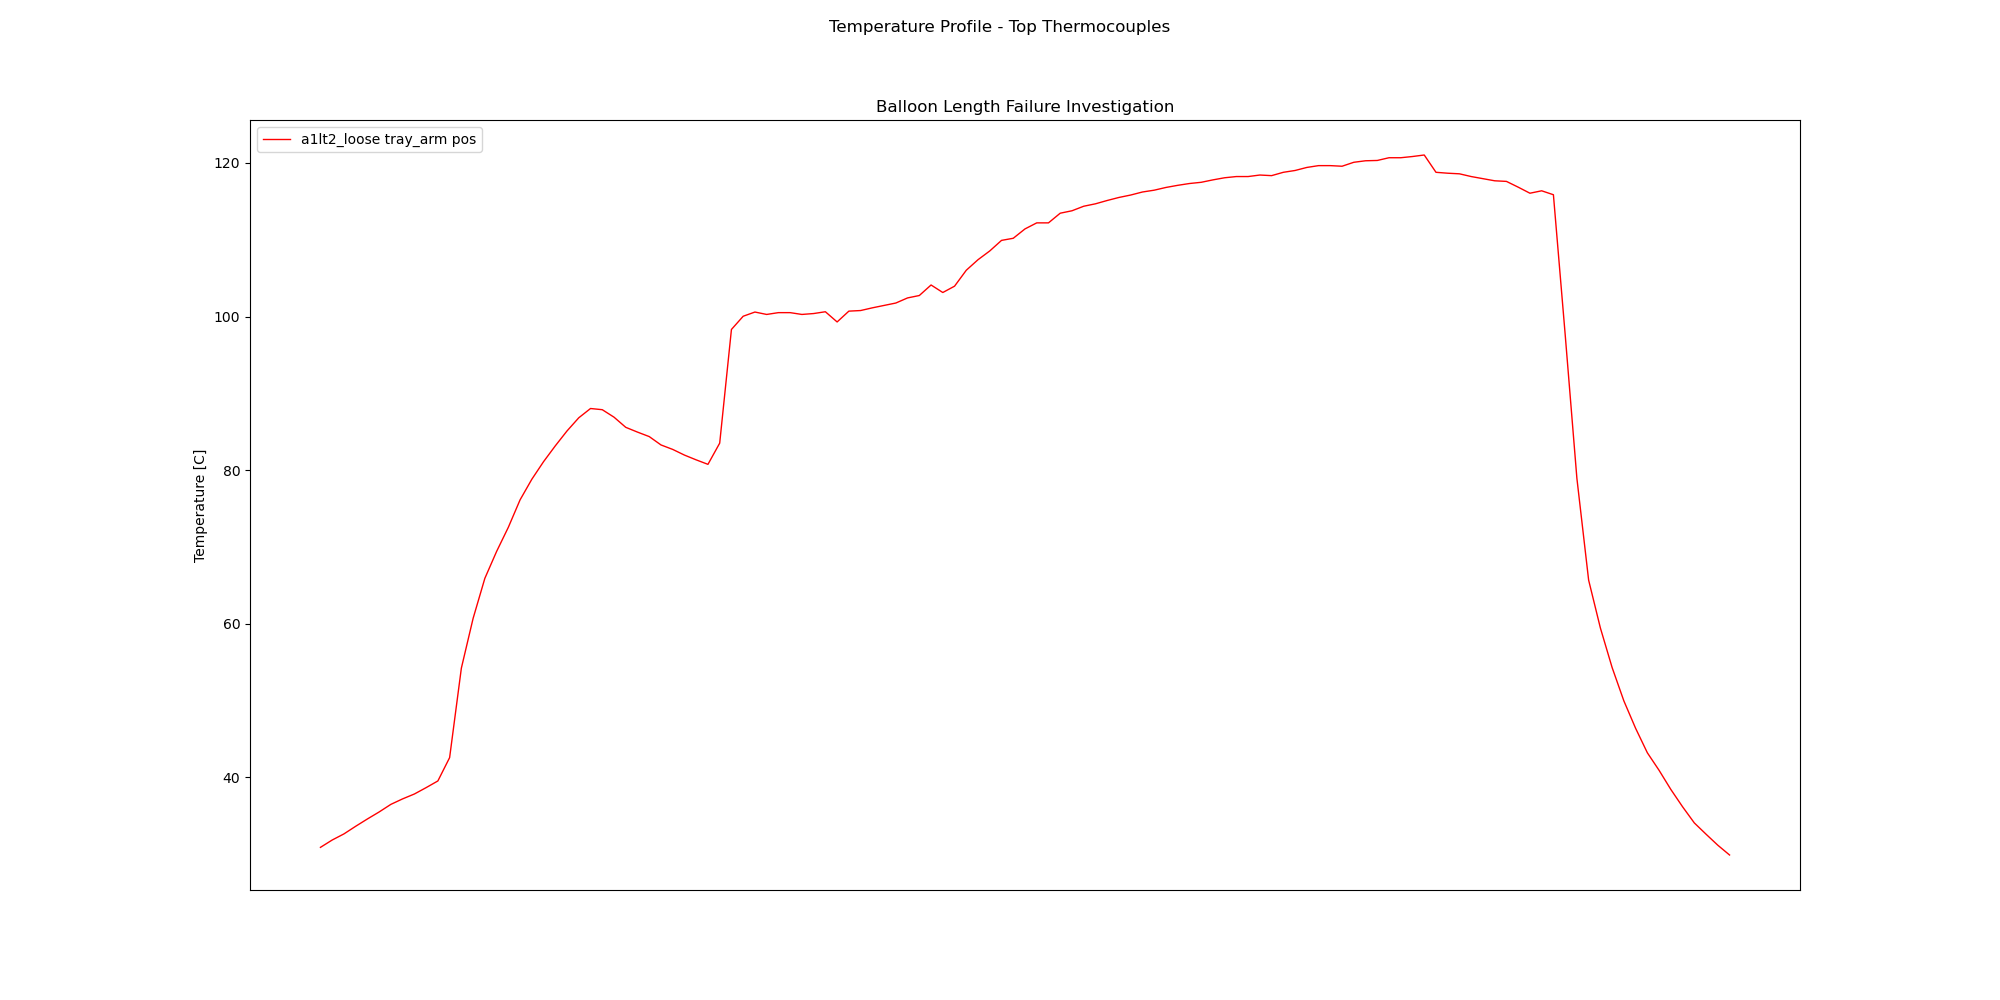 Temperature Profile - Top Thermocouples
Balloon Length Failure Investigation
a1lt2_loose tray_arm pos
120
100
80
60
40
Temperature [C]